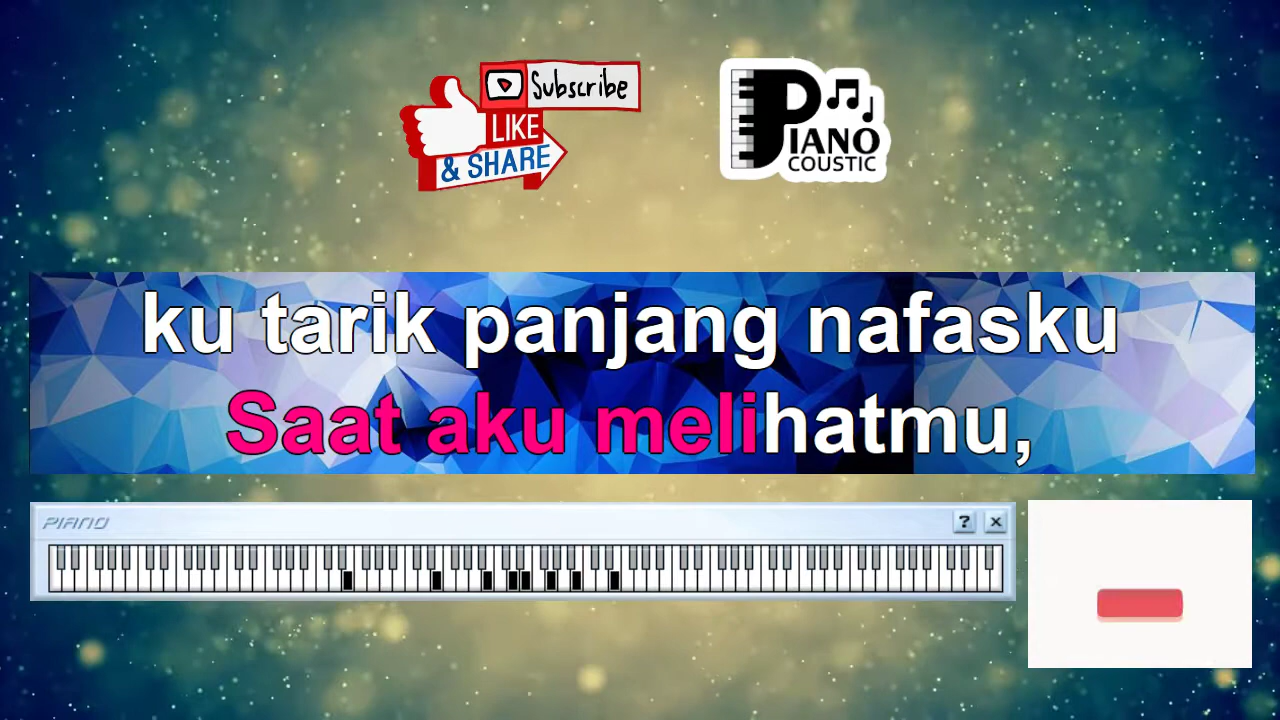 Subscribe
LIKE
& SHARE
PIANO
COUSTIC
ku tarik panjang nafasku
Saat aku melihatmu,
PIANO
? x